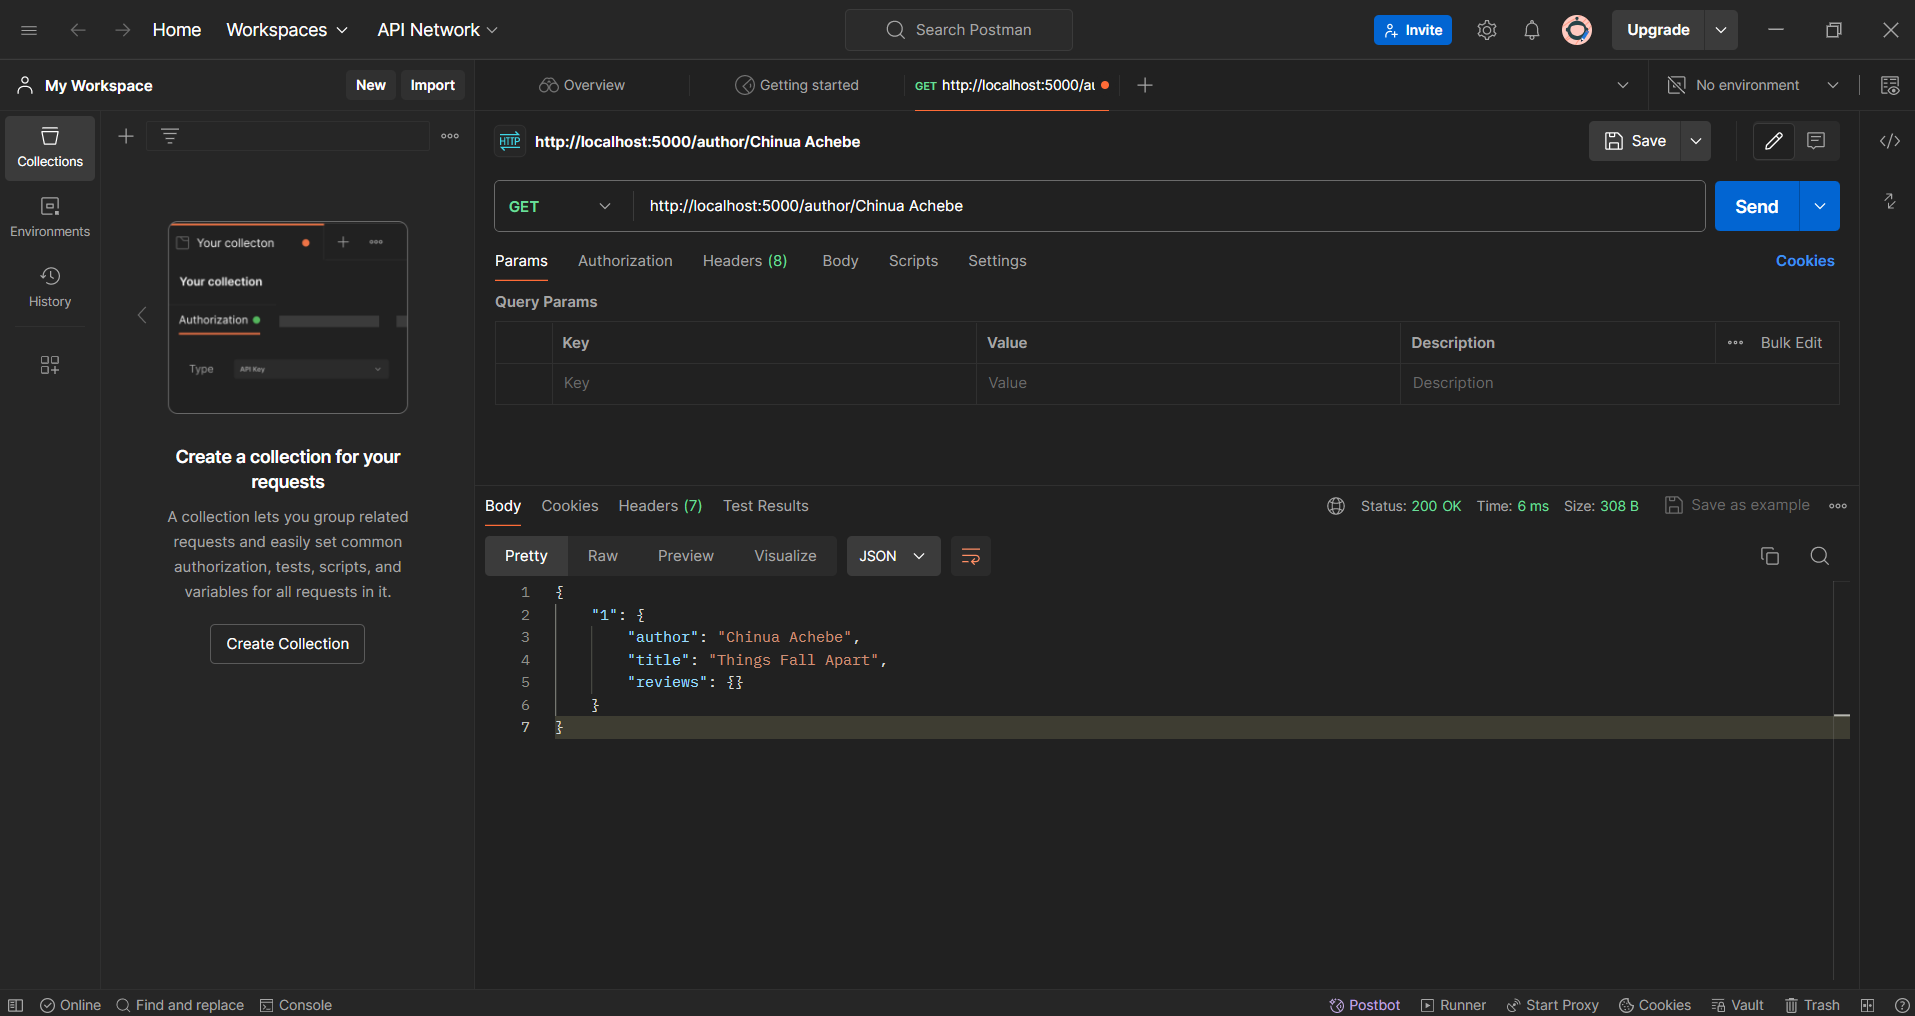 Home Workspaces API Network Search Postman Invite Upgrade
My Workspace New Import Overview Getting started GET http://localhost:5000/au No environment
Collections
Environments
History
Your collecton
Your collection
Authorization
Type API Key
Create a collection for your
requests
A collection lets you group related
requests and easily set common
authorization, tests, scripts, and
variables for all requests in it.
Create Collection
HTTP http://localhost:5000/author/Chinua Achebe Save
GET http://localhost:5000/author/Chinua Achebe Send
Params Authorization Headers (8) Body Scripts Settings Cookies
Query Params
Key Value Description Bulk Edit
Key Value Description
Body Cookies Headers (7) Test Results Status: 200 OK Time: 6 ms Size: 308 B Save as example
Pretty Raw Preview Visualize JSON
1 {
2 "1": {
3 "author": "Chinua Achebe",
4 "title": "Things Fall Apart",
5 "reviews": {}
6 }
7 }
Online Find and replace Console Postbot Runner Start Proxy Cookies Vault Trash